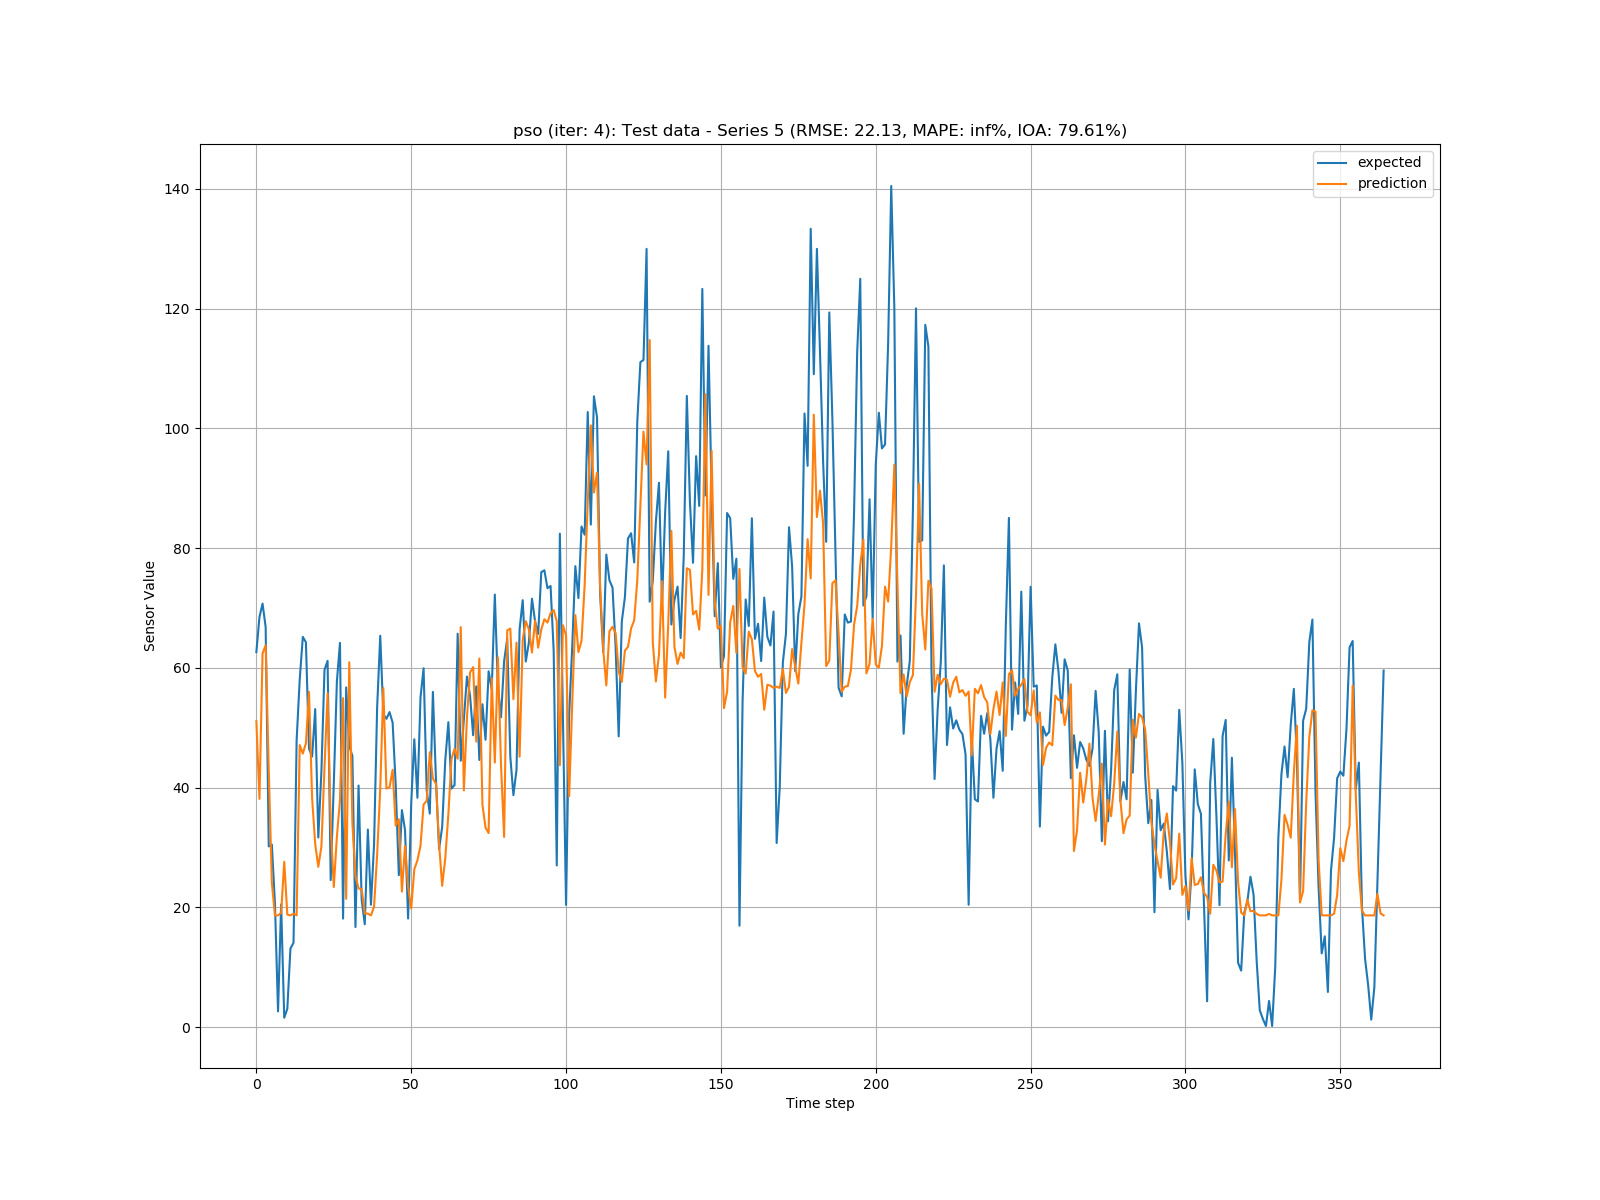 pso (iter: 4): Test data - Series 5 (RMSE: 22.13, MAPE: inf%, IOA: 79.61%)
expected
prediction
140
120
100
80
60
40
20
0
Sensor Value
0 50 100 150 200 250 300 350
Time step